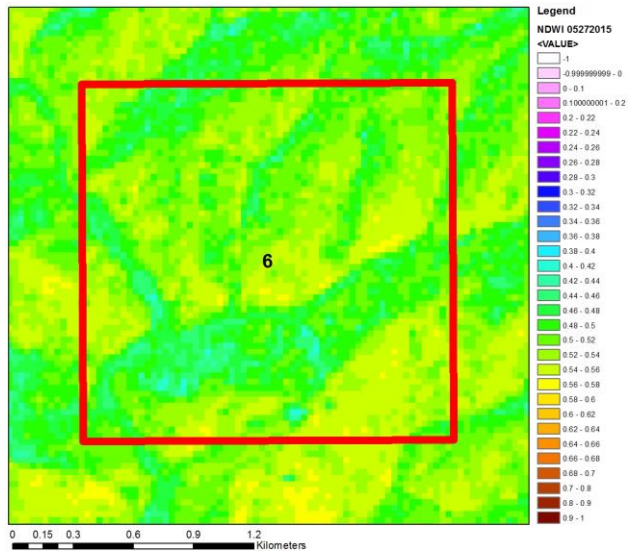 Legend
NDWI 05272015
<VALUE>
-1
-0.999999999 - 0
0 - 0.1
0.100000001 - 0.2
0.2 - 0.22
0.22 - 0.24
0.24 - 0.26
0.26 - 0.28
0.28 - 0.3
0.3 - 0.32
0.32 - 0.34
0.34 - 0.36
0.36 - 0.38
0.38 - 0.4
0.4 - 0.42
0.42 - 0.44
0.44 - 0.46
0.46 - 0.48
0.48 - 0.5
0.5 - 0.52
0.52 - 0.54
0.54 - 0.56
0.56 - 0.58
0.58 - 0.6
0.6 - 0.62
0.62 - 0.64
0.64 - 0.66
0.66 - 0.68
0.68 - 0.7
0.7 - 0.8
0.8 - 0.9
0.9 - 1
6
0 0.15 0.3 0.6 0.9 1.2
Kilometers